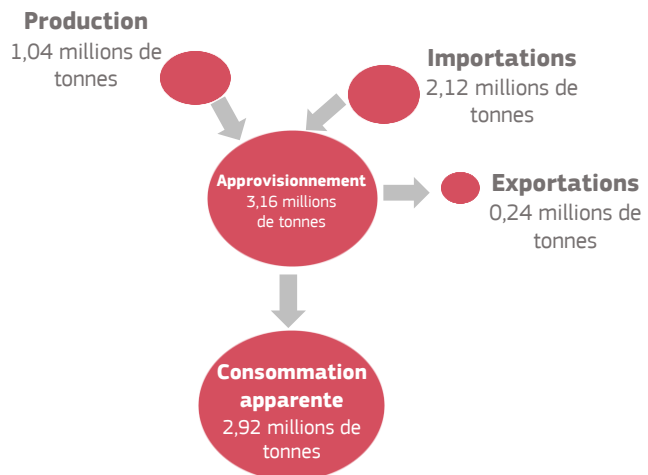 Production
1,04 millions de
tonnes
Importations
2,12 millions de
tonnes
Approvisionnement
3,16 millions
de tonnes
Exportations
0,24 millions de
tonnes
Consommation
apparente
2,92 millions de
tonnes